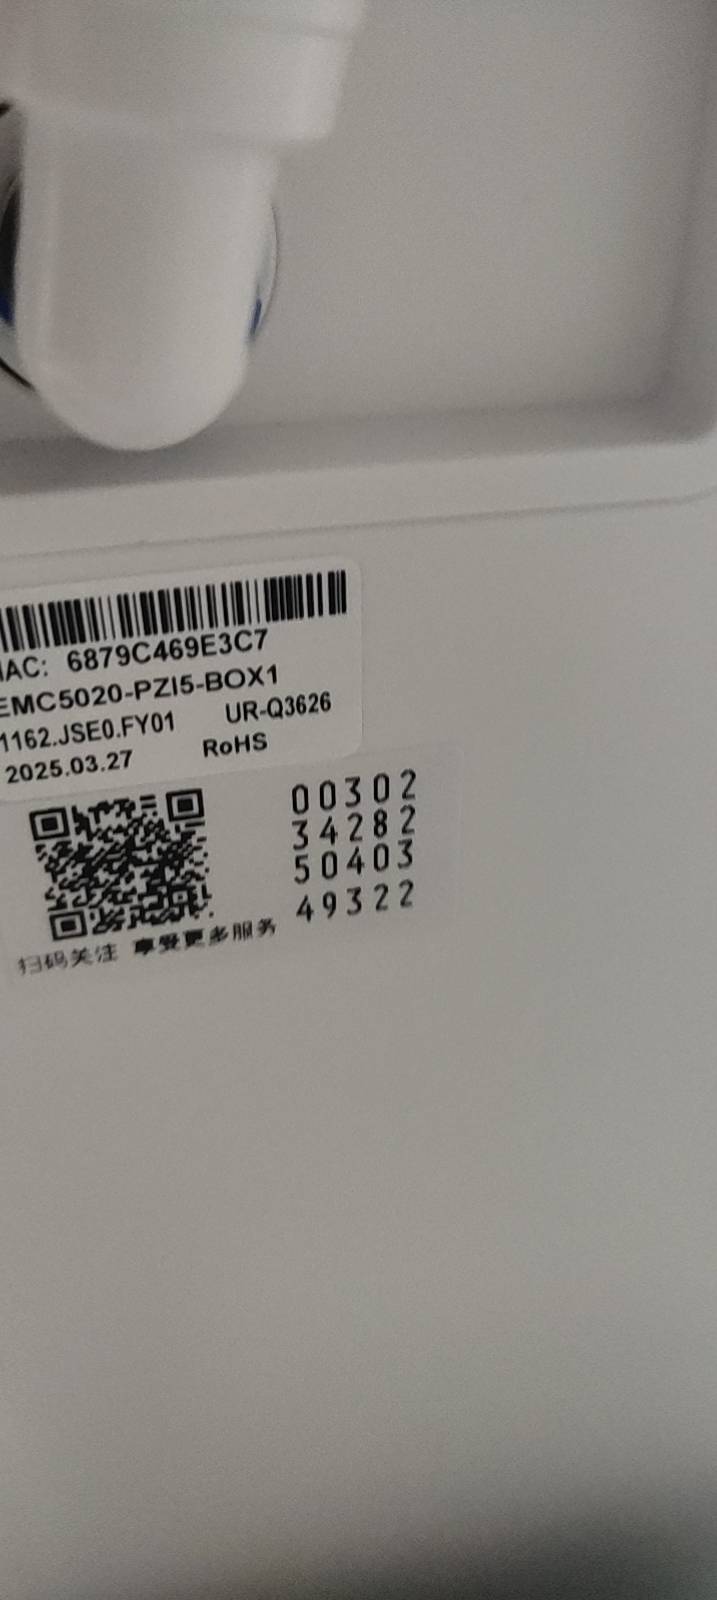 MAC: 6879C469E3C7
EMC5020-PZI5-BOX1
1162.JSE0.FY01 UR-Q3626
2025.03.27 RoHS
00302
34282
50403
49322
扫码关注 享受更多服务